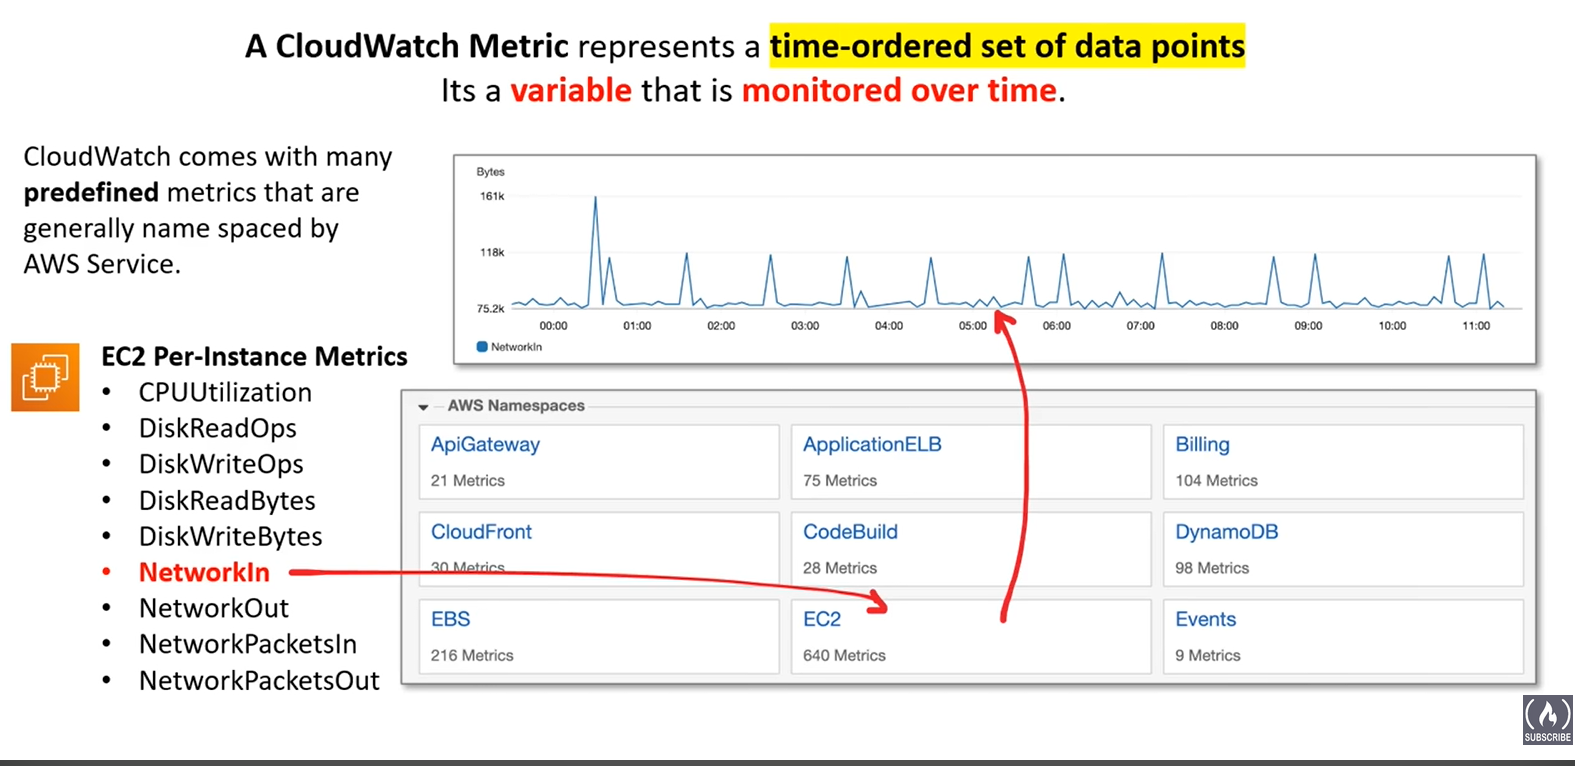 A CloudWatch Metric represents a time-ordered set of data points
Its a variable that is monitored over time.
CloudWatch comes with many
predefined metrics that are
generally name spaced by
AWS Service.
Bytes
161k
118k
75.2k
00:00 01:00 02:00 03:00 04:00 05:00 06:00 07:00 08:00 09:00 10:00 11:00
NetworkIn
EC2 Per-Instance Metrics
• CPUUtilization
• DiskReadOps
• DiskWriteOps
• DiskReadBytes
• DiskWriteBytes
• NetworkIn
• NetworkOut
• NetworkPacketsIn
• NetworkPacketsOut
AWS Namespaces
ApiGateway
21 Metrics
ApplicationELB
75 Metrics
Billing
104 Metrics
CloudFront
30 Metrics
CodeBuild
28 Metrics
DynamoDB
98 Metrics
EBS
216 Metrics
EC2
640 Metrics
Events
9 Metrics
SUBSCRIBE